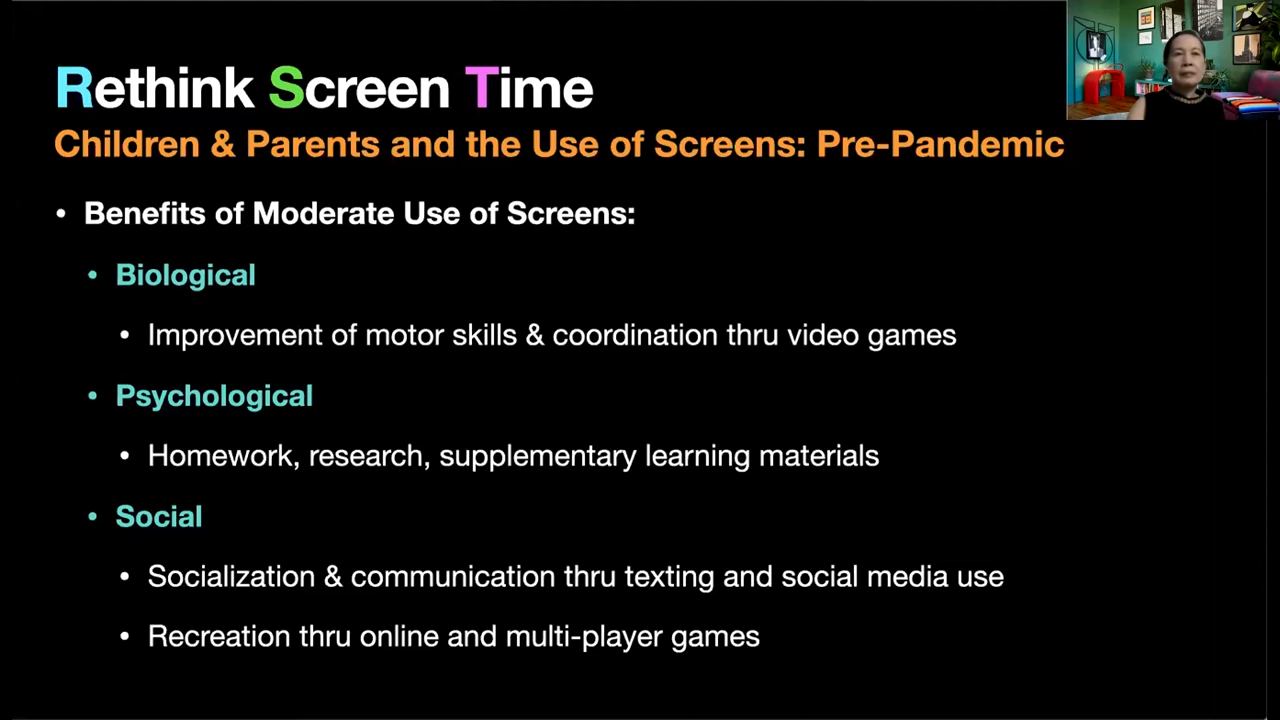 Rethink Screen Time
Children & Parents and the Use of Screens: Pre-Pandemic
• Benefits of Moderate Use of Screens:
• Biological
• Improvement of motor skills & coordination thru video games
• Psychological
• Homework, research, supplementary learning materials
• Social
• Socialization & communication thru texting and social media use
• Recreation thru online and multi-player games